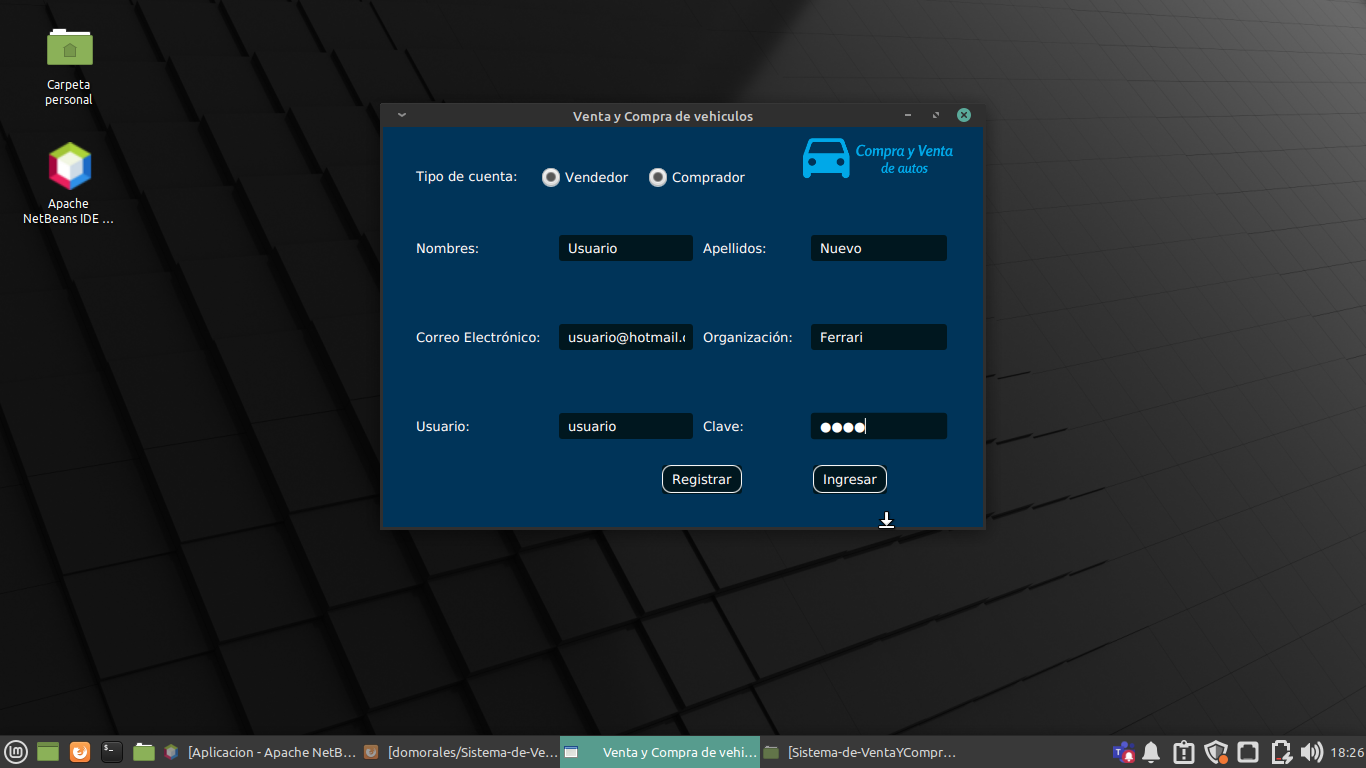 Carpeta
personal
Apache
NetBeans IDE ...
Venta y Compra de vehiculos
Compra y Venta
de autos
Tipo de cuenta: Vendedor Comprador
Nombres: Usuario Apellidos: Nuevo
Correo Electrónico: usuario@hotmail.c Organización: Ferrari
Usuario: usuario Clave: ●●●●
Registrar Ingresar
[Aplicacion - Apache NetB... [domorales/Sistema-de-Ve... Venta y Compra de vehi... [Sistema-de-VentaYCompr... 18:26